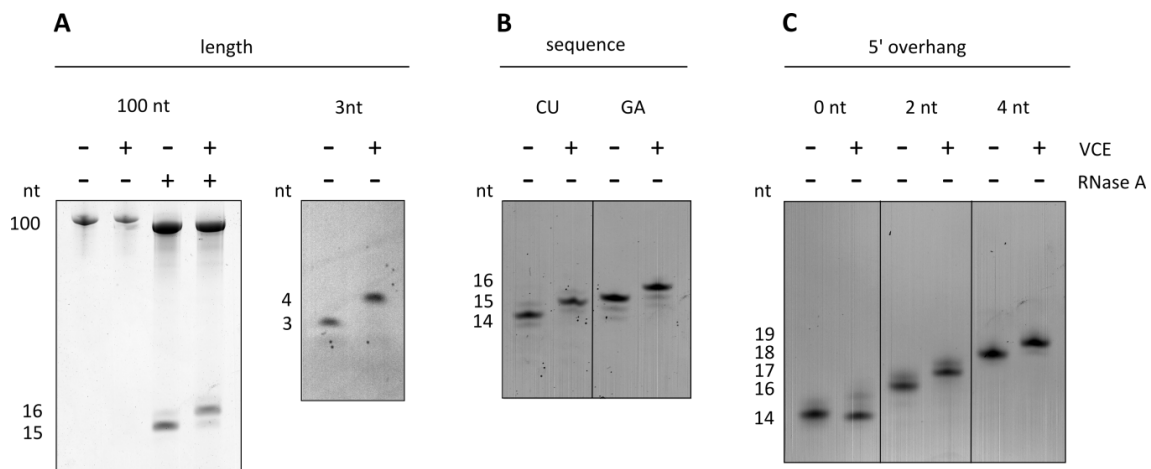 A B C
length sequence 5' overhang
100 nt 3nt CU GA 0 nt 2 nt 4 nt
- + - + - + - + - + - + - + - + VCE
- - + + - - - - - - - - - - - - RNase A
nt nt nt nt
100
4
3
16
15
16
15
14
19
18
17
16
14